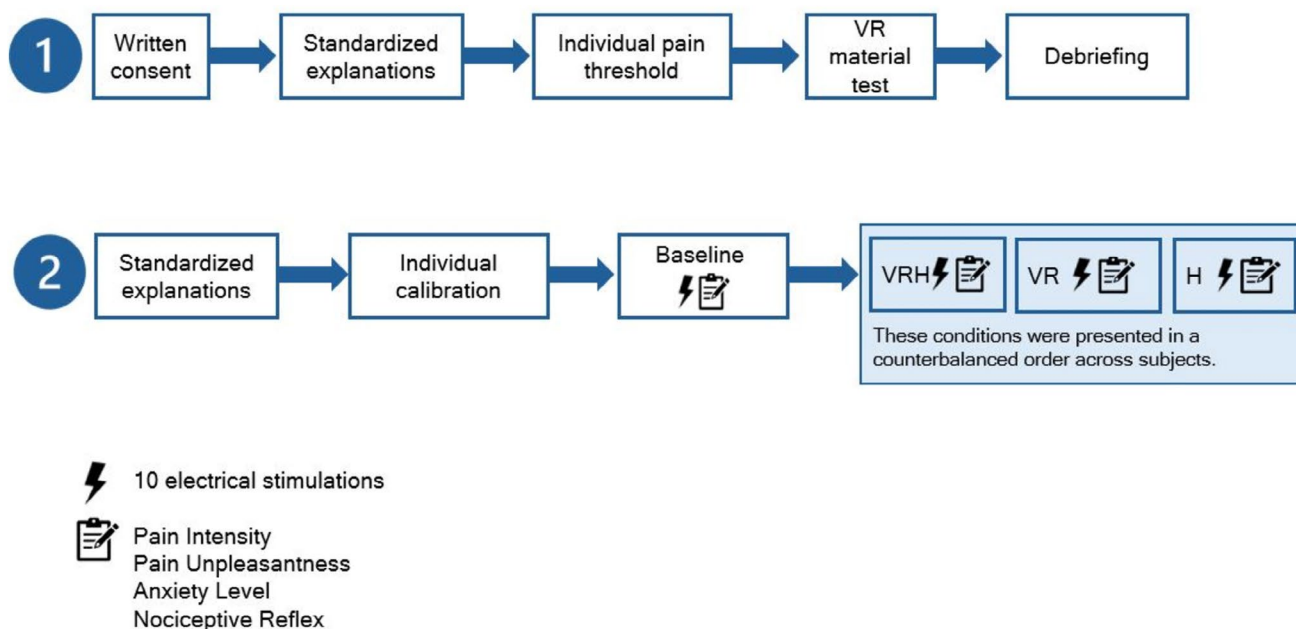 1
Written
consent
Standardized
explanations
Individual pain
threshold
VR
material
test
Debriefing
2
Standardized
explanations
Individual
calibration
Baseline
VRH
VR
H
These conditions were presented in a
counterbalanced order across subjects.
10 electrical stimulations
Pain Intensity
Pain Unpleasantness
Anxiety Level
Nociceptive Reflex